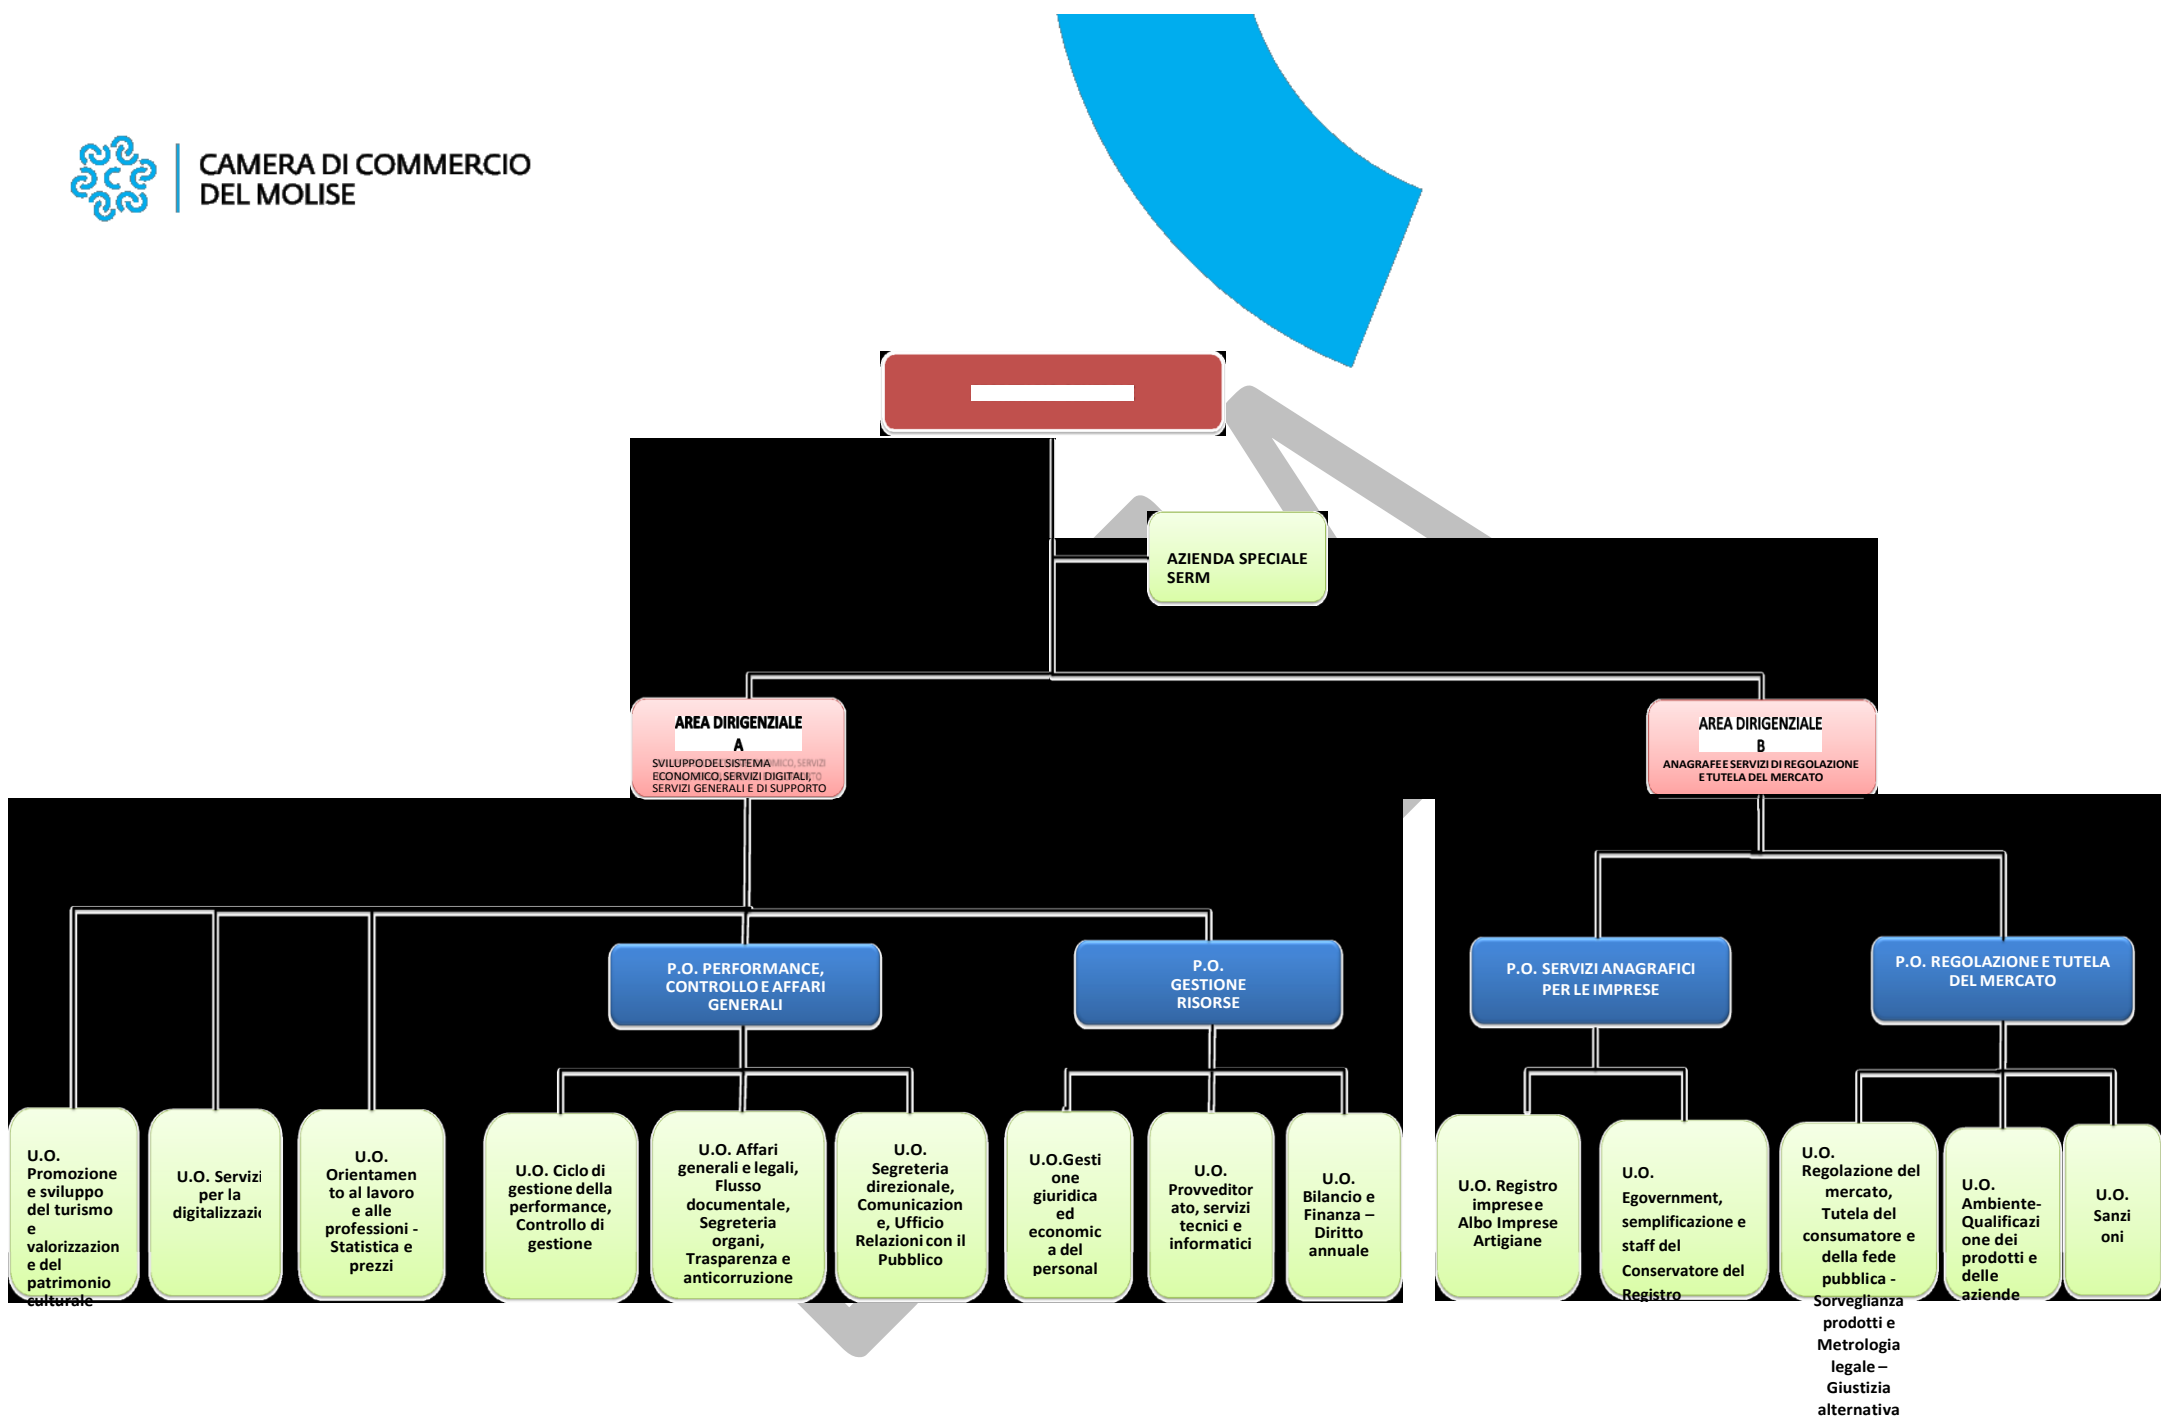 CAMERA DI COMMERCIO
DEL MOLISE
AZIENDA SPECIALE
SERM
AREA DIRIGENZIALE
A
SVILUPPO DEL SISTEMA
ECONOMICO, SERVIZI DIGITALI,
SERVIZI GENERALI E DI SUPPORTO
AREA DIRIGENZIALE
B
ANAGRAFE E SERVIZI DI REGOLAZIONE
E TUTELA DEL MERCATO
P.O. PERFORMANCE,
CONTROLLO E AFFARI
GENERALI
P.O.
GESTIONE
RISORSE
P.O. SERVIZI ANAGRAFICI
PER LE IMPRESE
P.O. REGOLAZIONE E TUTELA
DEL MERCATO
U.O.
Promozione
e sviluppo
del turismo
e
valorizzazion
e del
patrimonio
culturale
U.O. Servizi
per la
digitalizzazi
U.O.
Orientamen
to al lavoro
e alle
professioni -
Statistica e
prezzi
U.O. Ciclo di
gestione della
performance,
Controllo di
gestione
U.O. Affari
generali e legali,
Flusso
documentale,
Segreteria
organi,
Trasparenza e
anticorruzione
U.O.
Segreteria
direzionale,
Comunicazion
e, Ufficio
Relazioni con il
Pubblico
U.O.Gesti
one
giuridica
ed
economic
a del
personal
U.O.
Provveditor
ato, servizi
tecnici e
informatici
U.O.
Bilancio e
Finanza –
Diritto
annuale
U.O. Registro
imprese e
Albo Imprese
Artigiane
U.O.
Egovernment,
semplificazione e
staff del
Conservatore del
Registro
U.O.
Regolazione del
mercato,
Tutela del
consumatore e
della fede
pubblica -
Sorveglianza
prodotti e
Metrologia
legale –
Giustizia
alternativa
U.O.
Ambiente-
Qualificazi
one dei
prodotti e
delle
aziende
U.O.
Sanzi
oni